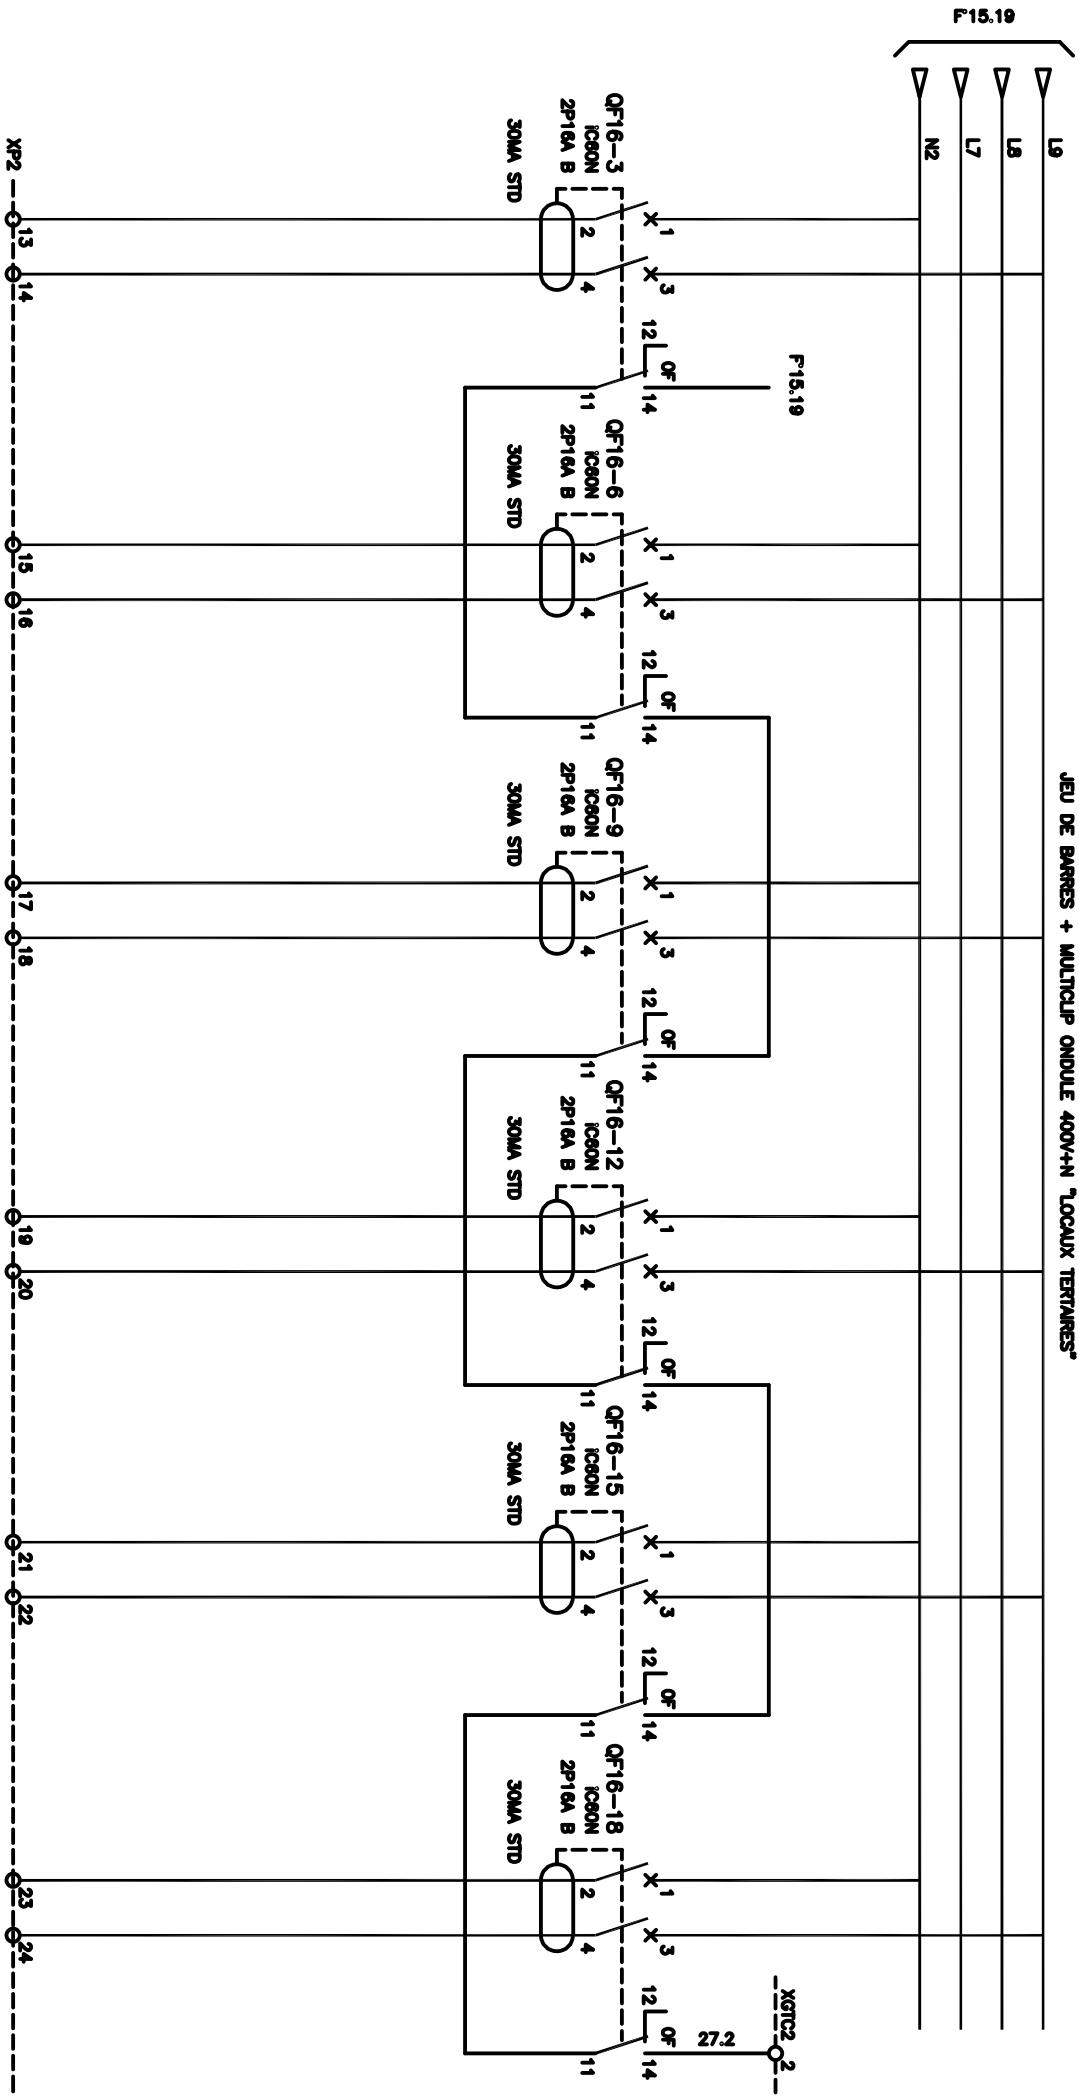 JEU DE BARRES + MULTICLIP ONDULE 400V+N "LOCAUX TERTAIRES"
F°15.19
L9
L8
L7
N2
F°15.19
XGTC2
2
27.2
QF16-3
iC60N
2P16A B
30MA STD
1
2
3
4
12
OF
14
11
QF16-6
iC60N
2P16A B
30MA STD
1
2
3
4
12
OF
14
11
QF16-9
iC60N
2P16A B
30MA STD
1
2
3
4
12
OF
14
11
QF16-12
iC60N
2P16A B
30MA STD
1
2
3
4
12
OF
14
11
QF16-15
iC60N
2P16A B
30MA STD
1
2
3
4
12
OF
14
11
QF16-18
iC60N
2P16A B
30MA STD
1
2
3
4
12
OF
14
11
XP2
13
14
15
16
17
18
19
20
21
22
23
24